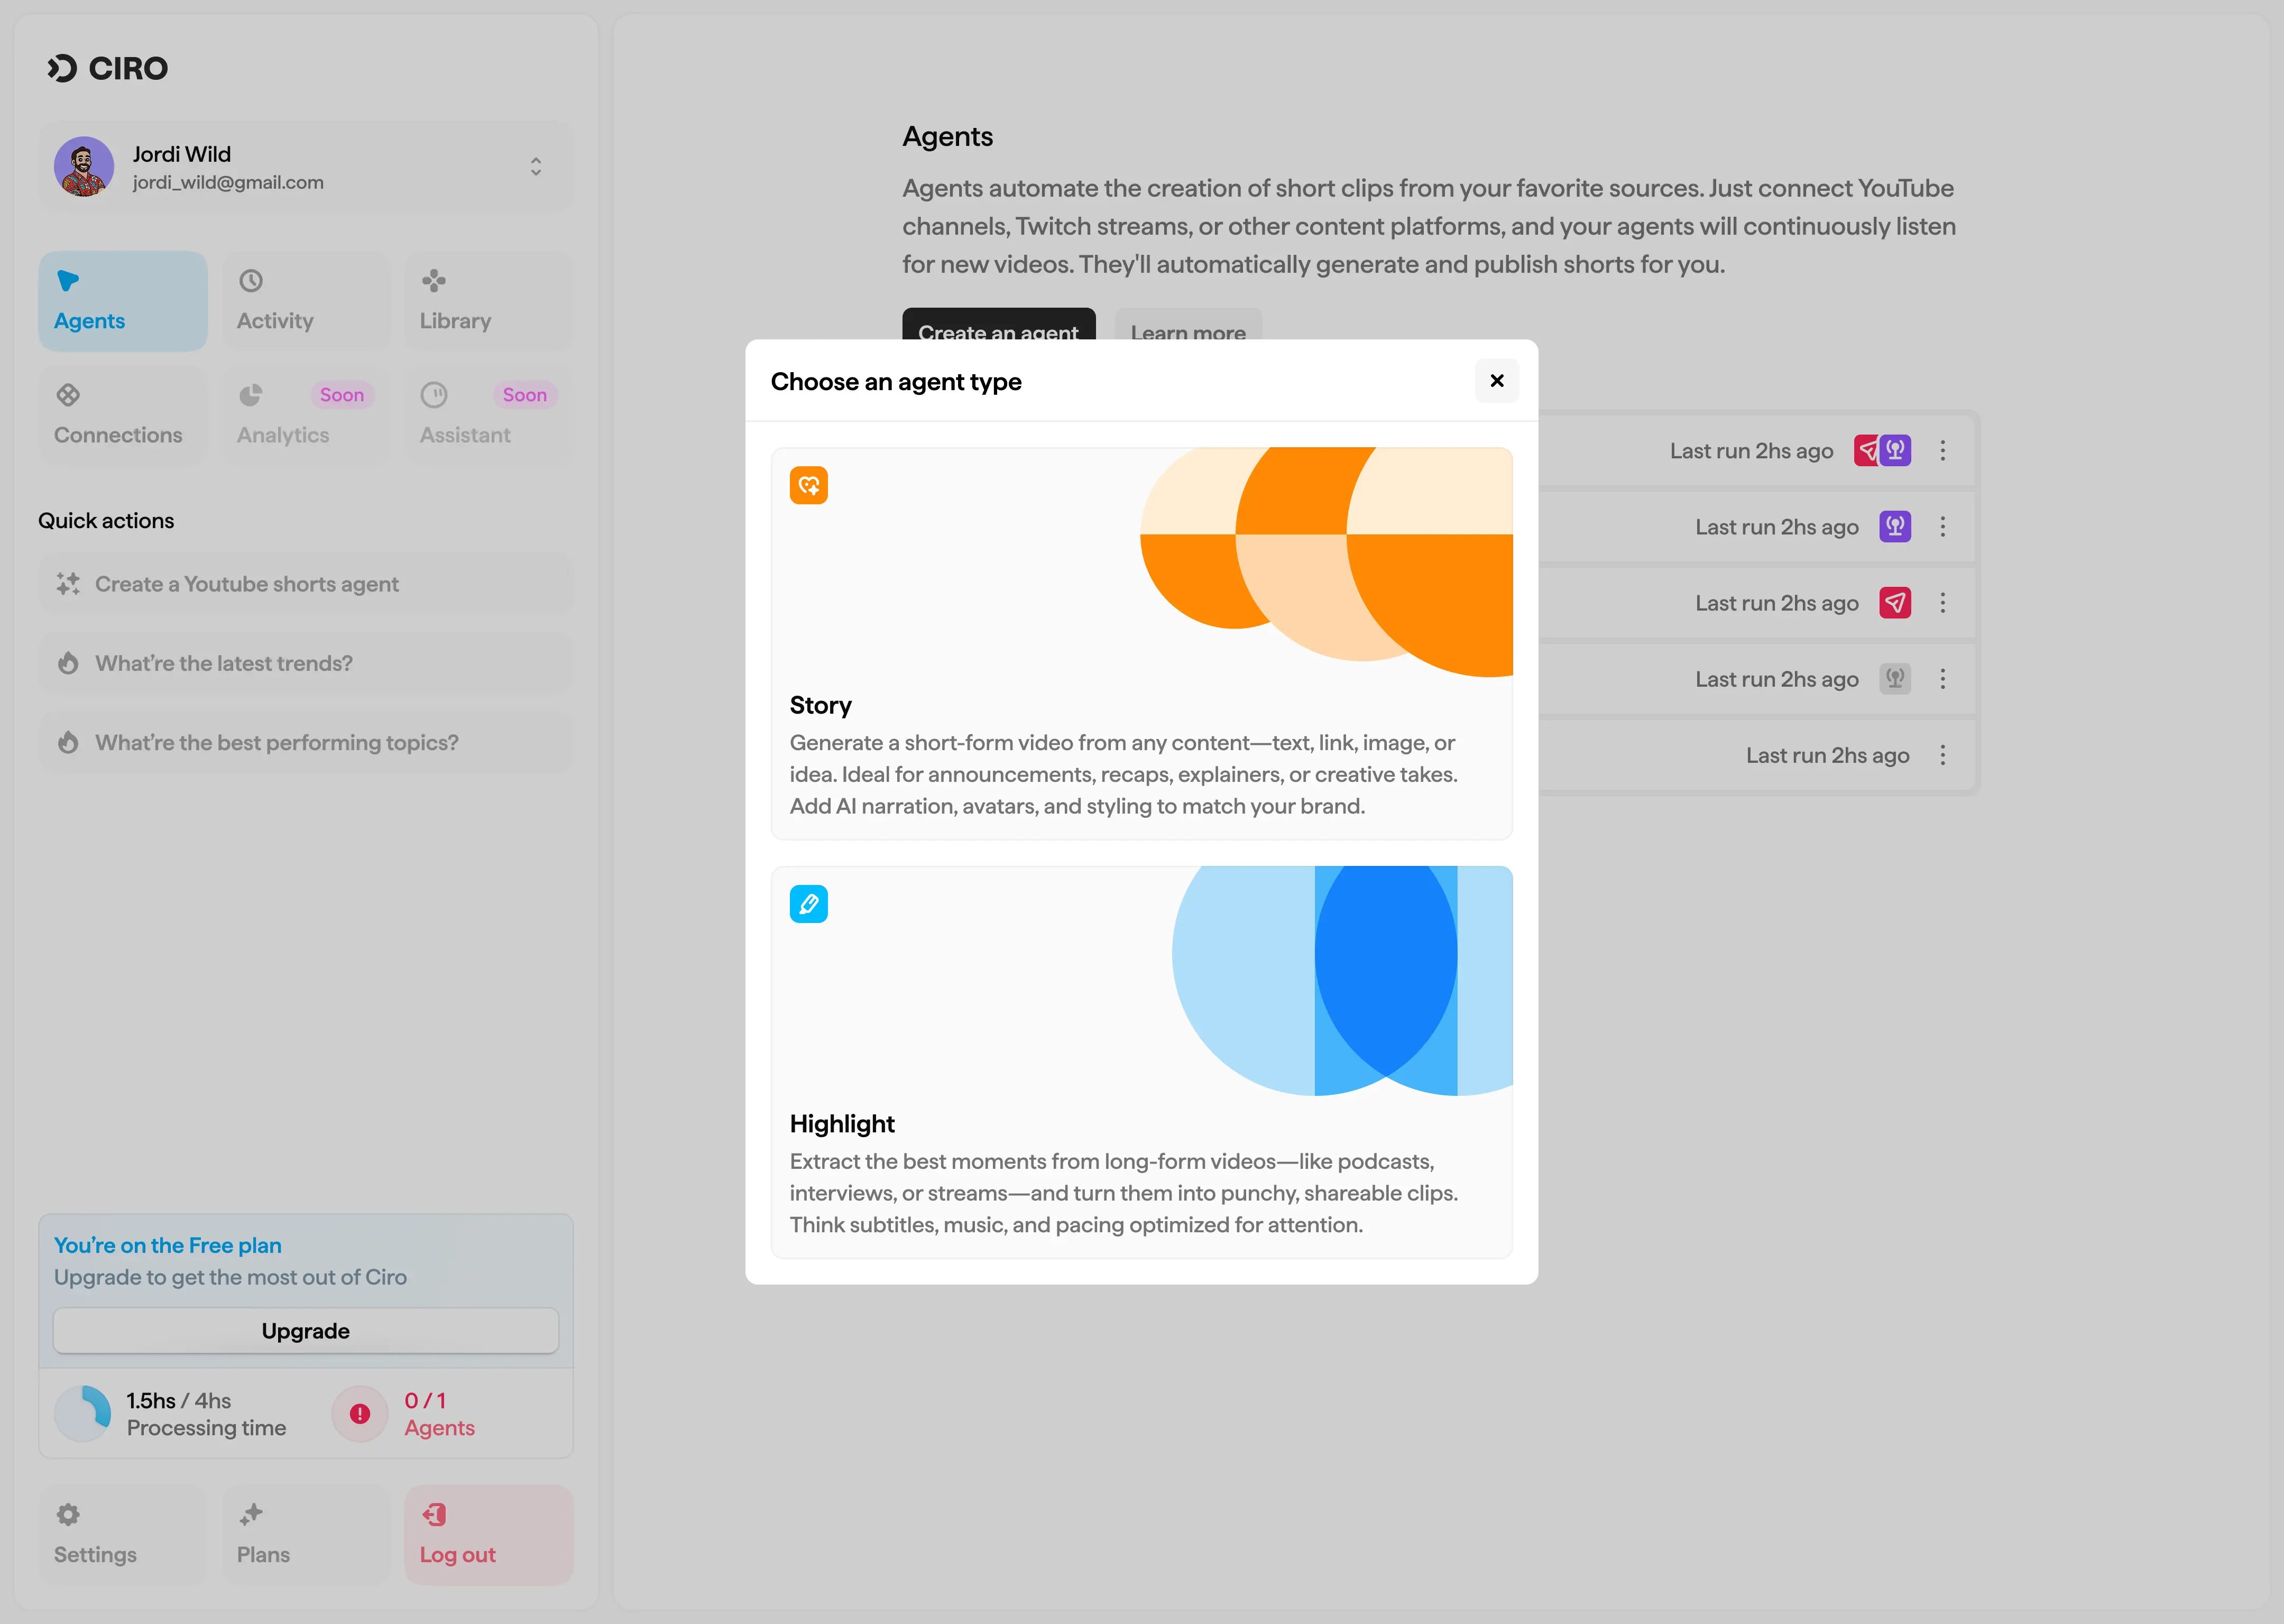 CIRO
Jordi Wild
jordi_wild@gmail.com
Agents
Activity
Library
Connections
Soon
Analytics
Soon
Assistant
Quick actions
Create a Youtube shorts agent
What’re the latest trends?
What’re the best performing topics?
You’re on the Free plan
Upgrade to get the most out of Ciro
Upgrade
1.5hs / 4hs
Processing time
0 / 1
Agents
Settings
Plans
Log out
Agents
Agents automate the creation of short clips from your favorite sources. Just connect YouTube
channels, Twitch streams, or other content platforms, and your agents will continuously listen
for new videos. They'll automatically generate and publish shorts for you.
Create an agent
Learn more
Last run 2hs ago
Last run 2hs ago
Last run 2hs ago
Last run 2hs ago
Last run 2hs ago
Choose an agent type
Story
Generate a short-form video from any content—text, link, image, or
idea. Ideal for announcements, recaps, explainers, or creative takes.
Add AI narration, avatars, and styling to match your brand.
Highlight
Extract the best moments from long-form videos—like podcasts,
interviews, or streams—and turn them into punchy, shareable clips.
Think subtitles, music, and pacing optimized for attention.